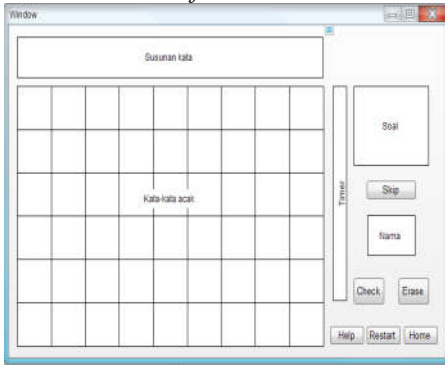 Window
Susunan kata
Soal
Timer
Kata-kata acak
Skip
Nama
Check Erase
Help Restart Home